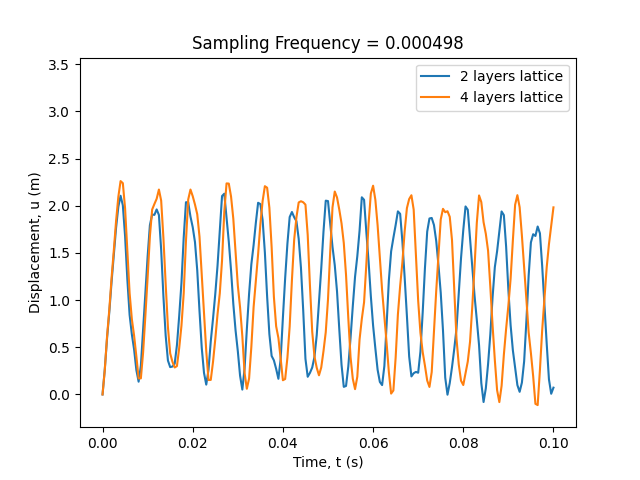 Sampling Frequency = 0.000498
2 layers lattice
4 layers lattice
3.5
3.0
2.5
2.0
1.5
1.0
0.5
0.0
Displacement, u (m)
0.00 0.02 0.04 0.06 0.08 0.10
Time, t (s)